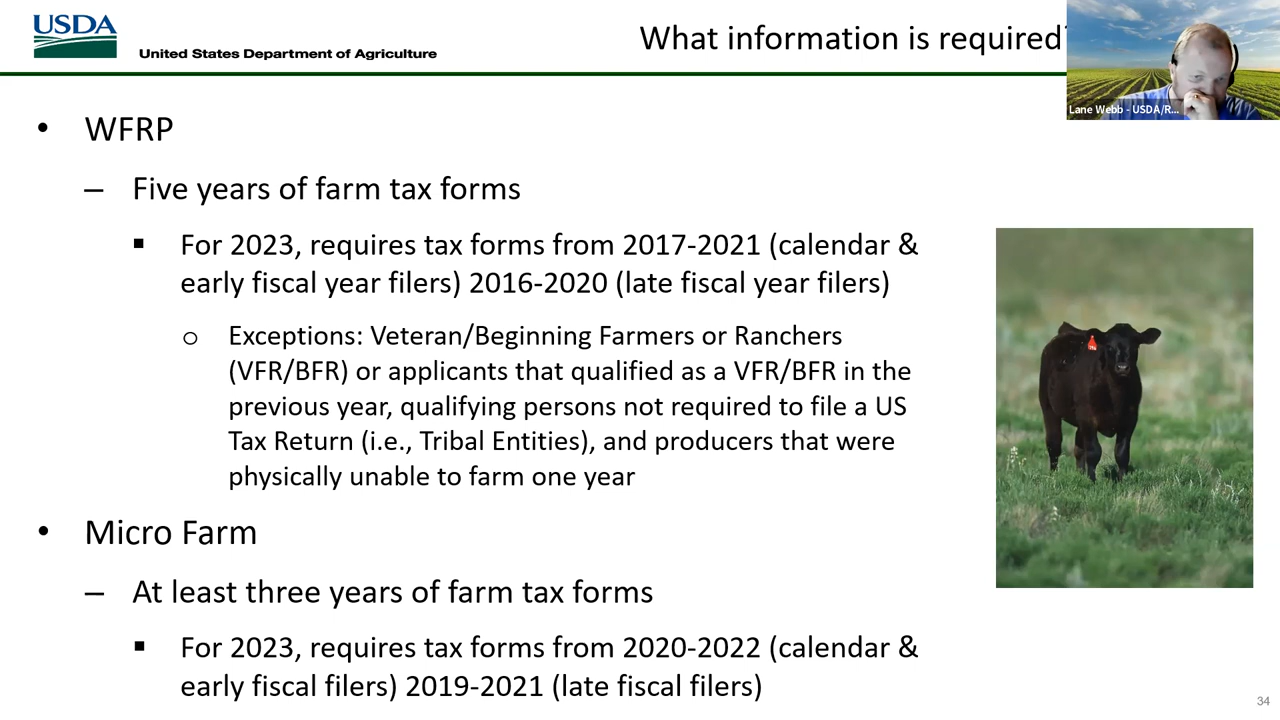 USDA
United States Department of Agriculture
What information is required?
Lane Webb - USDA/R...
• WFRP
– Five years of farm tax forms
▪ For 2023, requires tax forms from 2017-2021 (calendar &
early fiscal year filers) 2016-2020 (late fiscal year filers)
o Exceptions: Veteran/Beginning Farmers or Ranchers
(VFR/BFR) or applicants that qualified as a VFR/BFR in the
previous year, qualifying persons not required to file a US
Tax Return (i.e., Tribal Entities), and producers that were
physically unable to farm one year
• Micro Farm
– At least three years of farm tax forms
▪ For 2023, requires tax forms from 2020-2022 (calendar &
early fiscal filers) 2019-2021 (late fiscal filers)
34